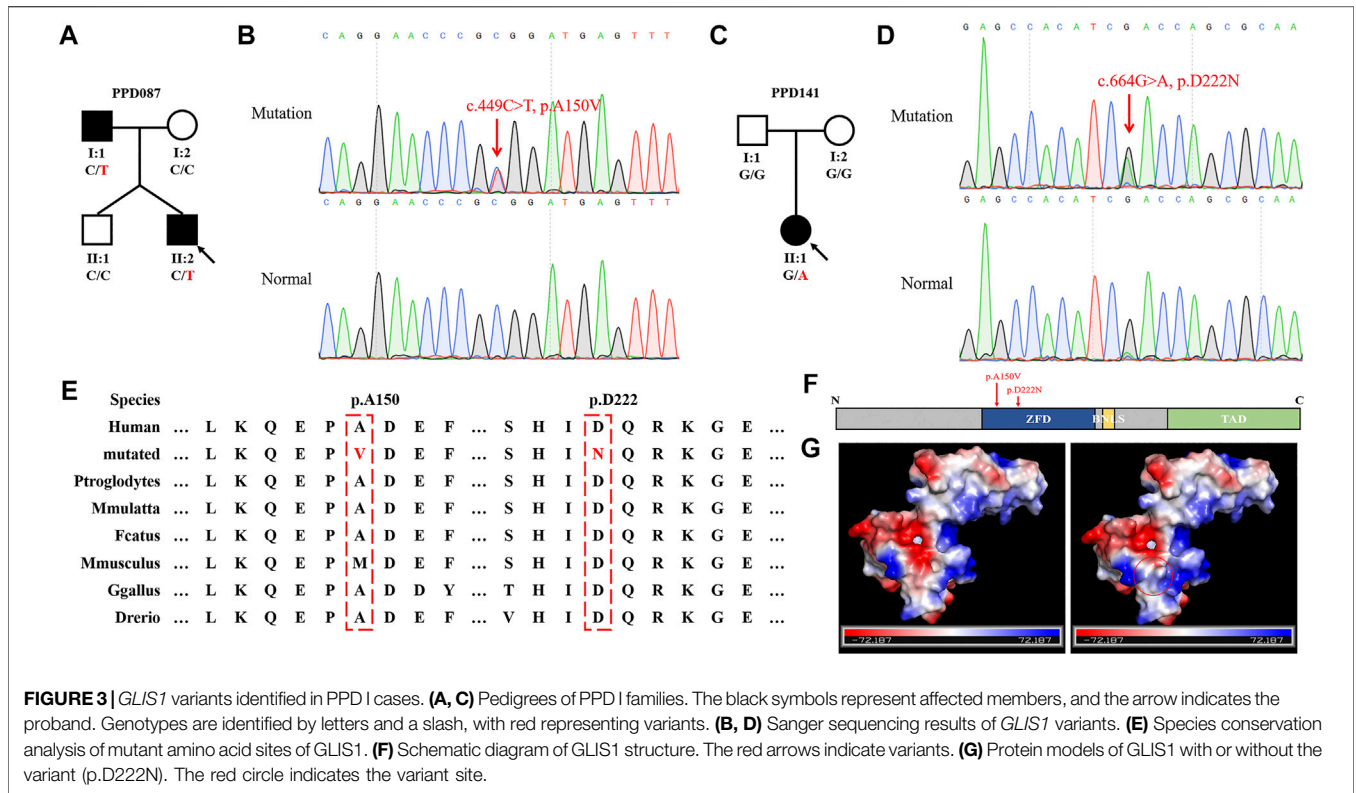 A
PPD087
I:1
C/T
I:2
C/C
II:1
C/C
II:2
C/T
B
C A G G A A C C C G C G G A T G A G T T T
Mutation
c.449C>T, p.A150V
C A G G A A C C C G C G G A T G A G T T T
Normal
C
PPD141
I:1
G/G
I:2
G/G
II:1
G/A
D
G A G C C A C A T C G A C C A G C G C A A
c.664G>A, p.D222N
Mutation
G A G C C A C A T C G A C C A G C G C A A
Normal
E
Species p.A150 p.D222
Human ... L K Q E P A D E F ... S H I D Q R K G E ...
mutated ... L K Q E P V D E F ... S H I N Q R K G E ...
Ptroglodytes ... L K Q E P A D E F ... S H I D Q R K G E ...
Mmulatta ... L K Q E P A D E F ... S H I D Q R K G E ...
Fcatus ... L K Q E P A D E F ... S H I D Q R K G E ...
Mmusculus ... L K Q E P M D E F ... S H I D Q R K G E ...
Ggallus ... L K Q E P A D D Y ... T H I D Q R K G E ...
Drerio ... L K Q E P A D E F ... V H I D Q R K G E ...
F
p.A150V
p.D222N
N C
ZFD BNLS TAD
G
-72.187 72.187
-72.187 72.187
FIGURE 3 | GLIS1 variants identified in PPD I cases. (A, C) Pedigrees of PPD I families. The black symbols represent affected members, and the arrow indicates the
proband. Genotypes are identified by letters and a slash, with red representing variants. (B, D) Sanger sequencing results of GLIS1 variants. (E) Species conservation
analysis of mutant amino acid sites of GLIS1. (F) Schematic diagram of GLIS1 structure. The red arrows indicate variants. (G) Protein models of GLIS1 with or without the
variant (p.D222N). The red circle indicates the variant site.